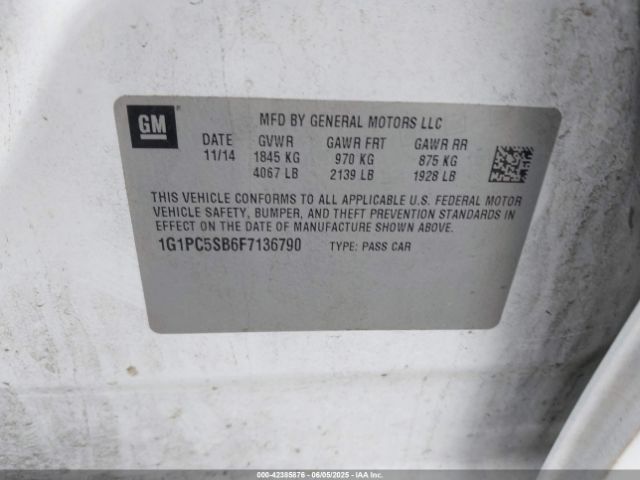 GM
®
MFD BY GENERAL MOTORS LLC
DATE GVWR GAWR FRT GAWR RR
11/14 1845 KG 970 KG 875 KG
4067 LB 2139 LB 1928 LB
THIS VEHICLE CONFORMS TO ALL APPLICABLE U.S. FEDERAL MOTOR
VEHICLE SAFETY, BUMPER, AND THEFT PREVENTION STANDARDS IN
EFFECT ON THE DATE OF MANUFACTURE SHOWN ABOVE.
1G1PC5SB6F7136790 TYPE: PASS CAR
000-42385876 - 06/05/2025 - IAA, Inc.